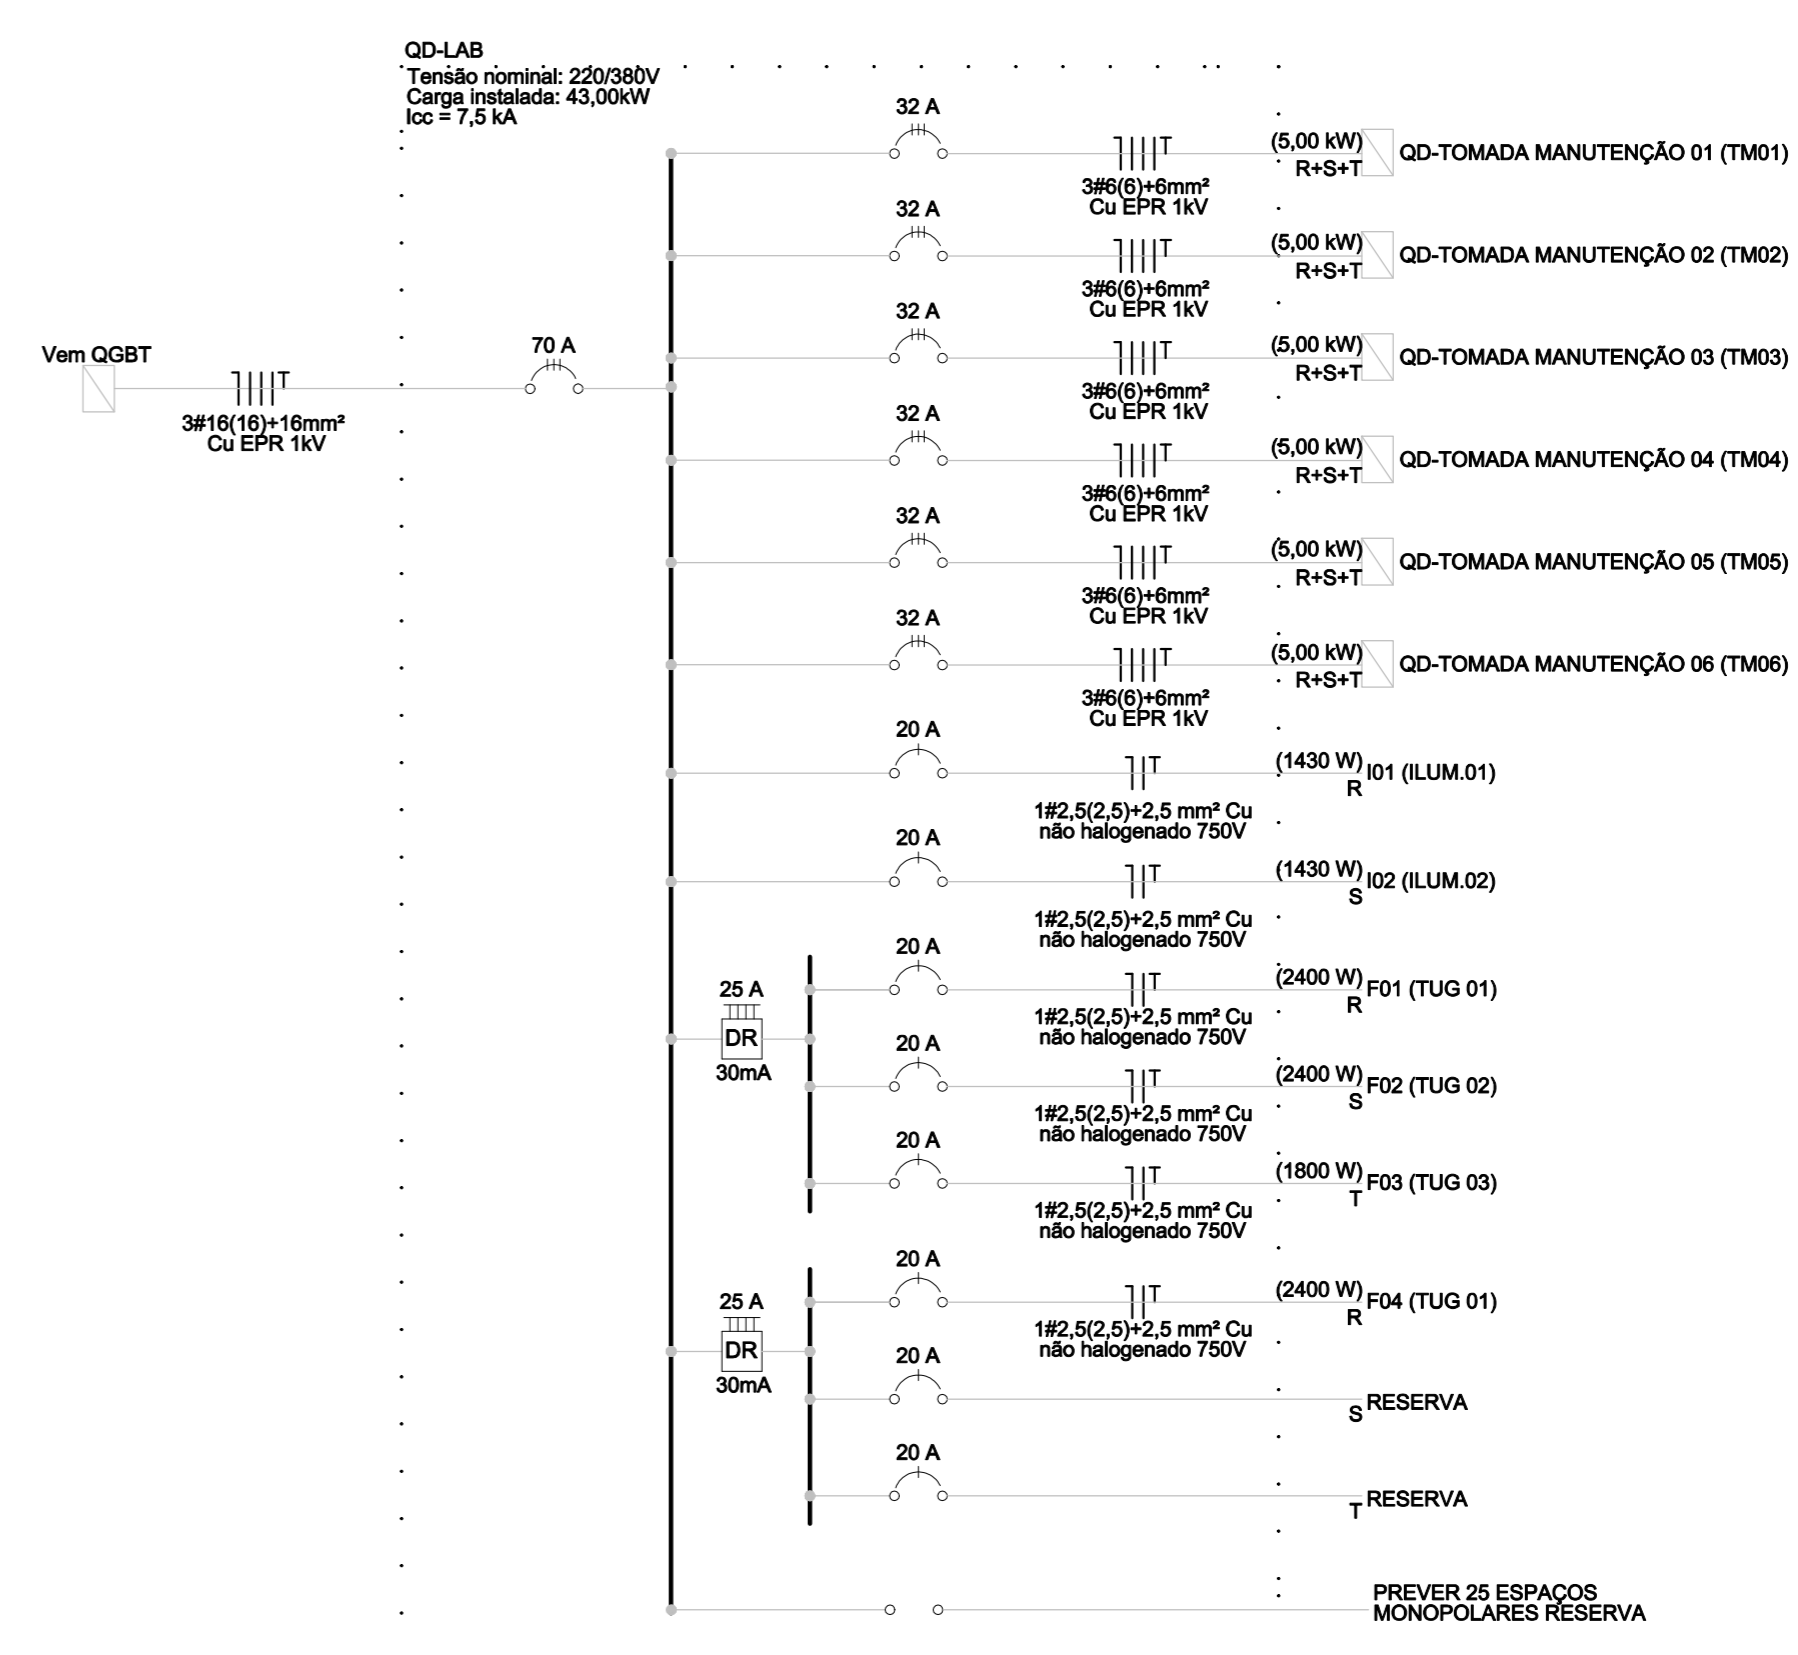 QD-LAB
Tensão nominal: 220/380V
Carga instalada: 43,00kW
Icc = 7,5 kA
Vem QGBT
3#16(16)+16mm²
Cu EPR 1kV
70 A
32 A
3#6(6)+6mm²
Cu EPR 1kV
(5,00 kW)
R+S+T
QD-TOMADA MANUTENÇÃO 01 (TM01)
32 A
3#6(6)+6mm²
Cu EPR 1kV
(5,00 kW)
R+S+T
QD-TOMADA MANUTENÇÃO 02 (TM02)
32 A
3#6(6)+6mm²
Cu EPR 1kV
(5,00 kW)
R+S+T
QD-TOMADA MANUTENÇÃO 03 (TM03)
32 A
3#6(6)+6mm²
Cu EPR 1kV
(5,00 kW)
R+S+T
QD-TOMADA MANUTENÇÃO 04 (TM04)
32 A
3#6(6)+6mm²
Cu EPR 1kV
(5,00 kW)
R+S+T
QD-TOMADA MANUTENÇÃO 05 (TM05)
32 A
3#6(6)+6mm²
Cu EPR 1kV
(5,00 kW)
R+S+T
QD-TOMADA MANUTENÇÃO 06 (TM06)
20 A
1#2,5(2,5)+2,5 mm² Cu
não halogenado 750V
(1430 W)
R
I01 (ILUM.01)
20 A
1#2,5(2,5)+2,5 mm² Cu
não halogenado 750V
(1430 W)
S
I02 (ILUM.02)
25 A
DR
30mA
20 A
1#2,5(2,5)+2,5 mm² Cu
não halogenado 750V
(2400 W)
R
F01 (TUG 01)
20 A
1#2,5(2,5)+2,5 mm² Cu
não halogenado 750V
(2400 W)
S
F02 (TUG 02)
20 A
1#2,5(2,5)+2,5 mm² Cu
não halogenado 750V
(1800 W)
T
F03 (TUG 03)
25 A
DR
30mA
20 A
1#2,5(2,5)+2,5 mm² Cu
não halogenado 750V
(2400 W)
R
F04 (TUG 01)
20 A
S
RESERVA
20 A
T
RESERVA
PREVER 25 ESPAÇOS
MONOPOLARES RESERVA